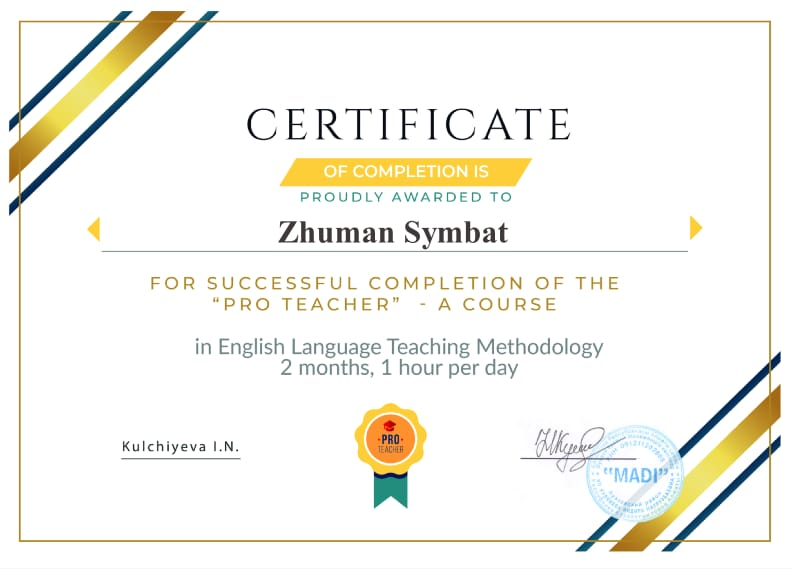 CERTIFICATE
OF COMPLETION IS
PROUDLY AWARDED TO
Zhuman Symbat
FOR SUCCESSFUL COMPLETION OF THE
“PRO TEACHER” - A COURSE
in English Language Teaching Methodology
2 months, 1 hour per day
Kulchiyeva I.N.
PRO
TEACHER
“MADI”